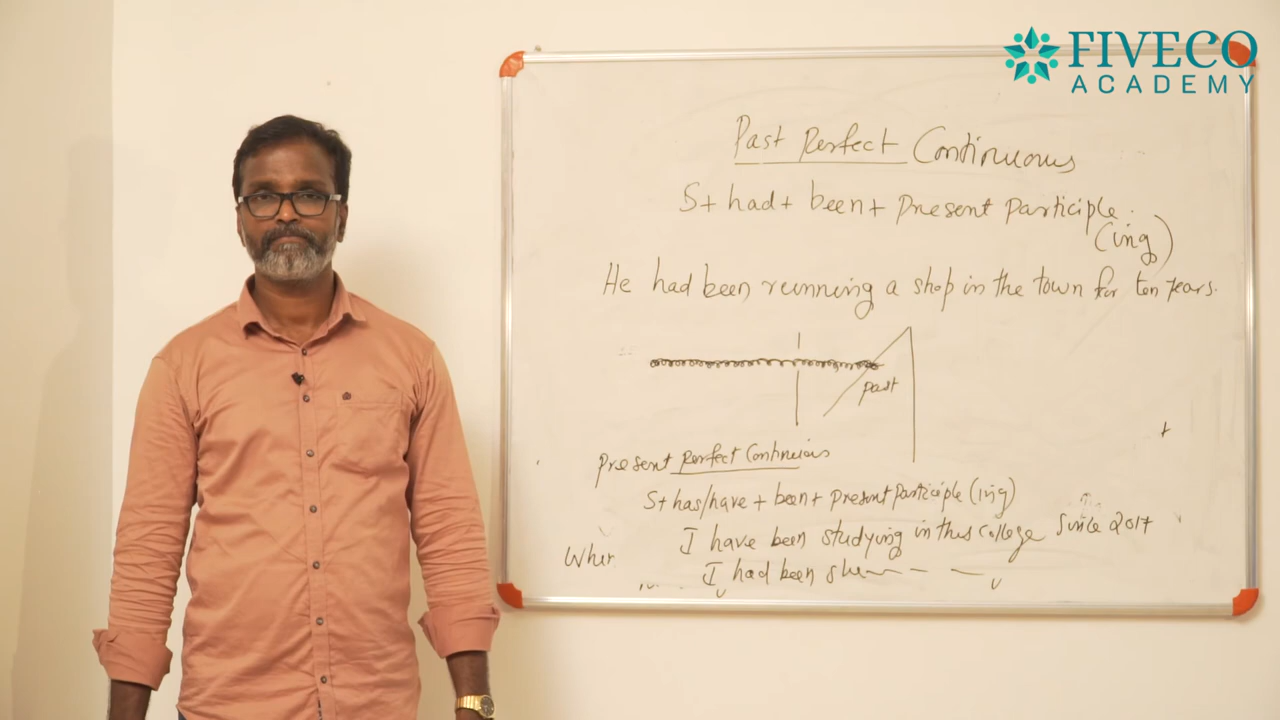 FIVECO
ACADEMY
Past Perfect Continuous
S+ had+ been+ Present Participle.
(ing)
He had been running a shop in the town for ten years.
past
Present Perfect Continuous
S+ has/have + been+ Present Participle (ing)
I have been studying in this college since 2017
I had been